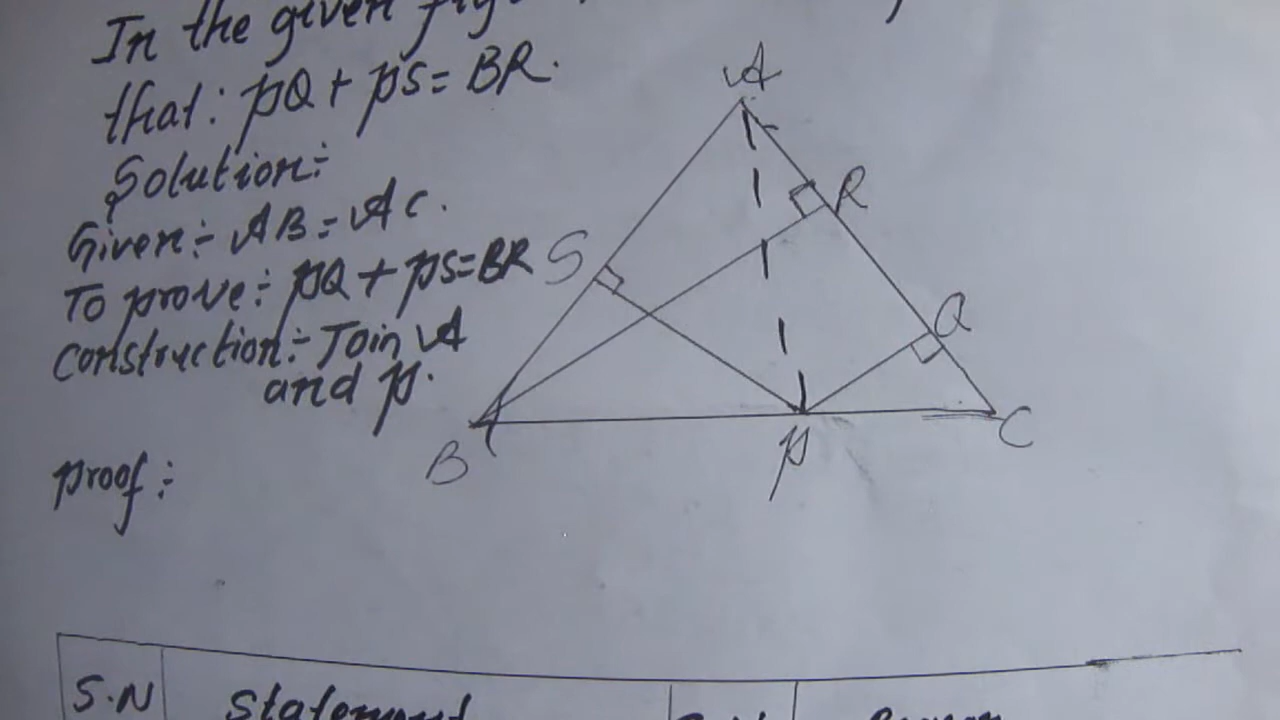 In the given
that: PQ + PS = BR.
Solution:-
Given:- AB = AC.
To prove:- PQ + PS = BR
Construction:- Join A
and P.
Proof:-
A
R
S
Q
B
P
C
S.N
Statement